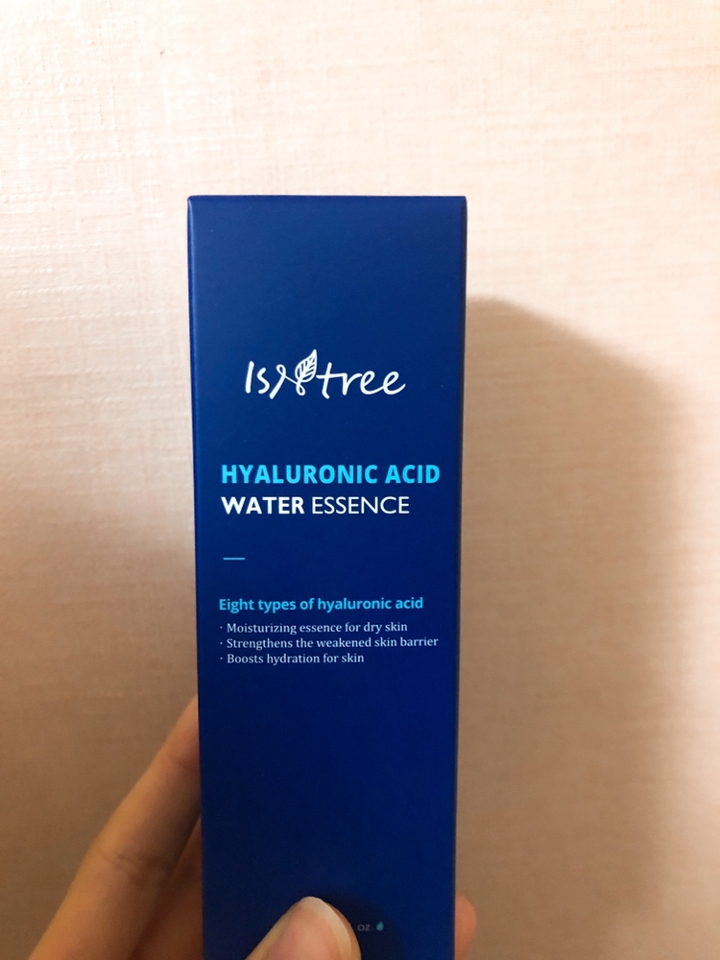 Isntree
HYALURONIC ACID
WATER ESSENCE
Eight types of hyaluronic acid
· Moisturizing essence for dry skin
· Strengthens the weakened skin barrier
· Boosts hydration for skin
oz.